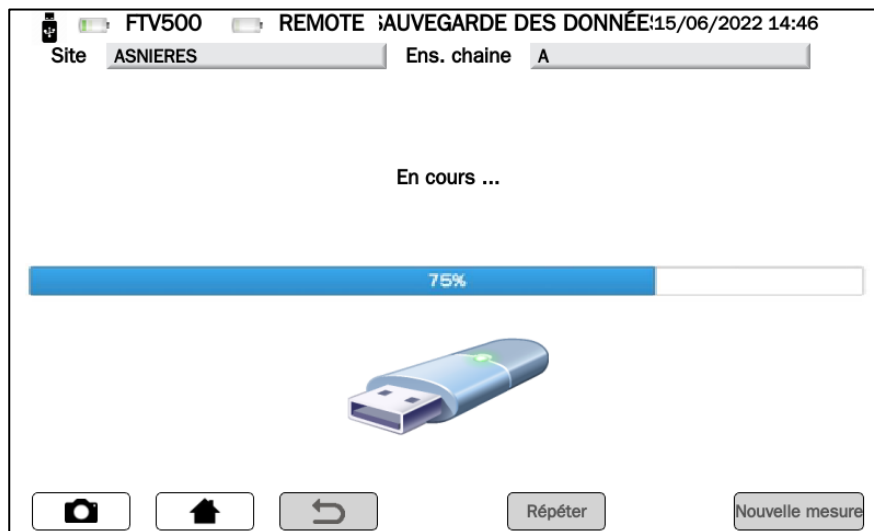 FTV500 REMOTE SAUVEGARDE DES DONNÉES 15/06/2022 14:46
Site ASNIERES Ens. chaine A
En cours ...
75%
Répéter Nouvelle mesure